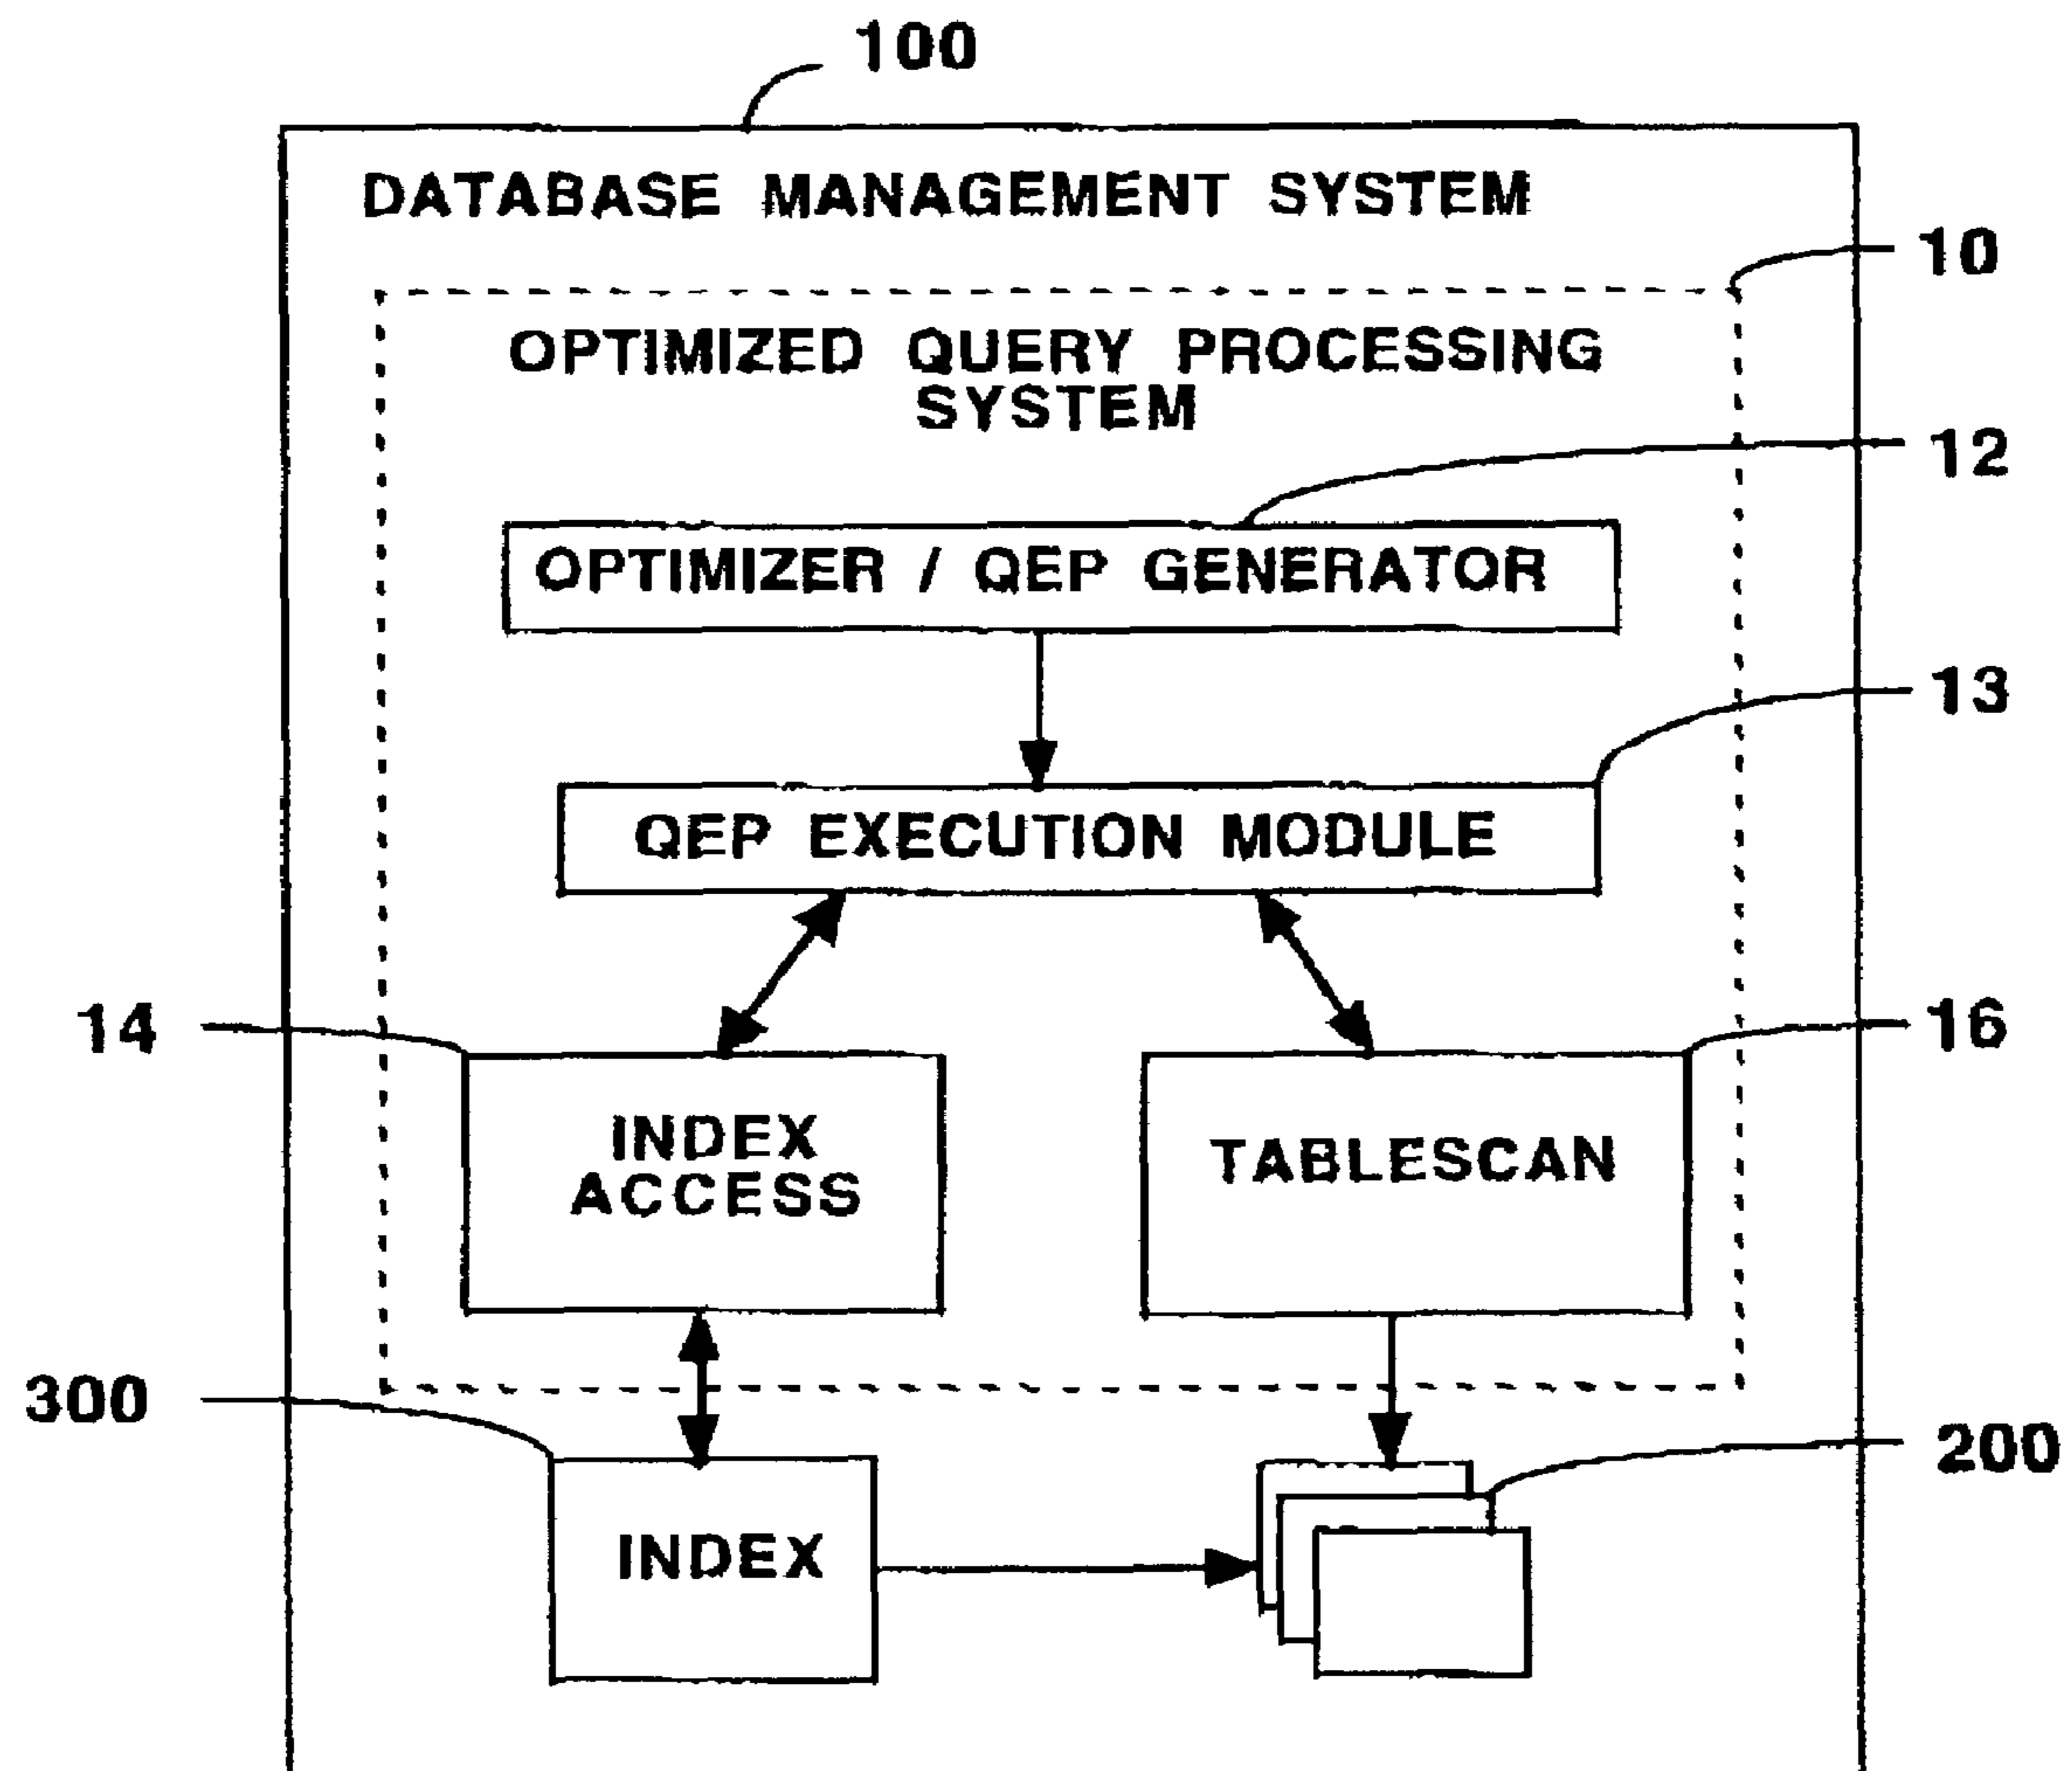 100
DATABASE MANAGEMENT SYSTEM
10
OPTIMIZED QUERY PROCESSING
SYSTEM
12
OPTIMIZER / QEP GENERATOR
13
QEP EXECUTION MODULE
14
16
INDEX
ACCESS
TABLESCAN
300
200
INDEX